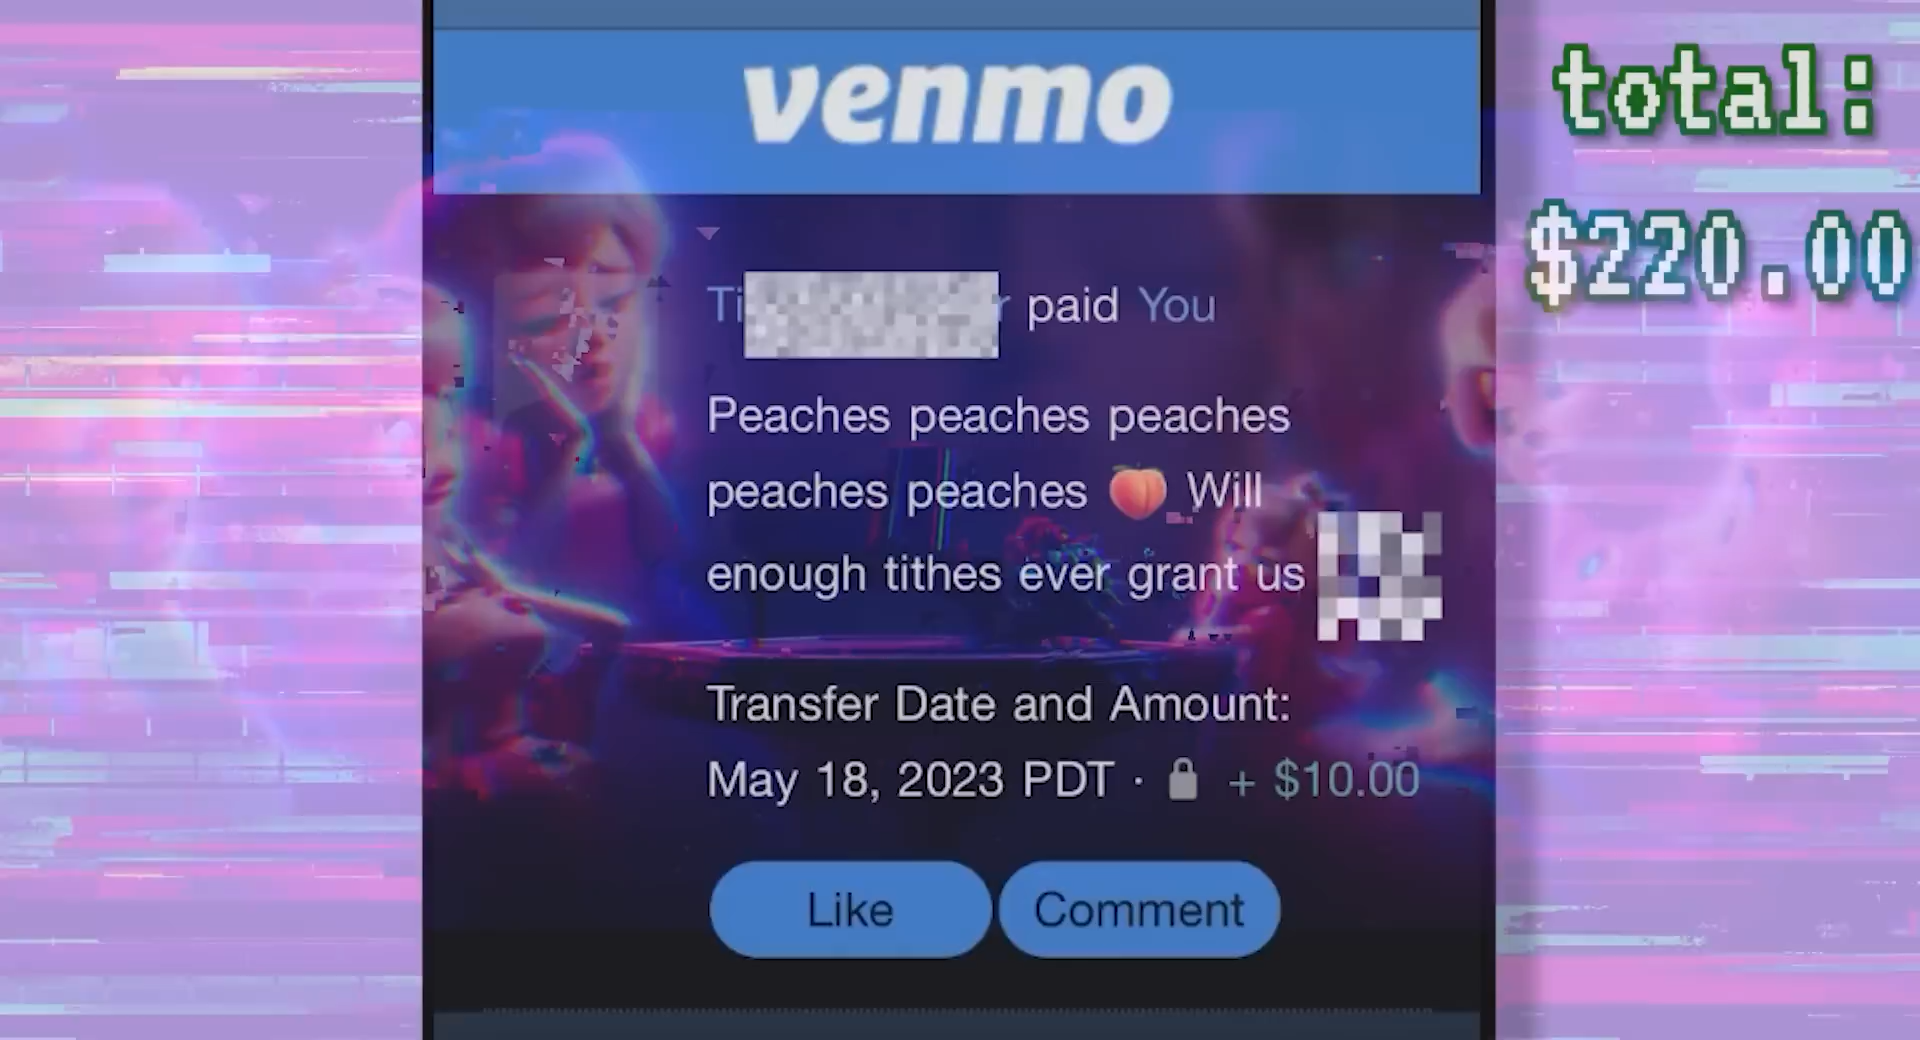 venmo
total:
$220.00
paid You
Peaches peaches peaches
peaches peaches 🍑 Will
enough tithes ever grant us
Transfer Date and Amount:
May 18, 2023 PDT · 🔒 + $10.00
Like
Comment